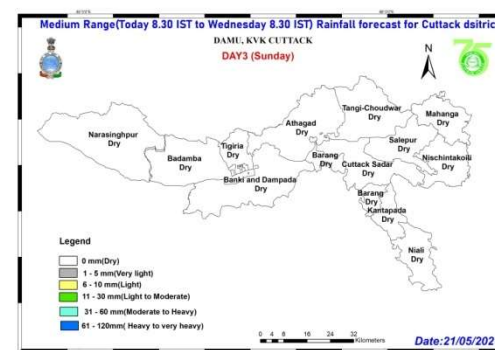 Medium Range(Today 8.30 IST to Wednesday 8.30 IST) Rainfall forecast for Cuttack dsitric
DAMU, KVK CUTTACK
DAY3 (Sunday)
N
75
Tangi-Choudwar
Dry
Mahanga
Dry
Athagad
Dry
Narasinghpur
Dry
Tigiria
Dry
Salepur
Dry
Badamba
Dry
Barang
Dry
Nischintakoili
Dry
Cuttack Sadar
Dry
Banki and Dampada
Dry
Barang
Dry
Kantapada
Dry
Niali
Dry
Legend
0 mm(Dry)
1 - 5 mm(Very light)
6 - 10 mm(Light)
11 - 30 mm(Light to Moderate)
31 - 60 mm(Moderate to Heavy)
61 - 120mm( Heavy to very heavy)
0 4 8 16 24 32
Kilometers
Date:21/05/202